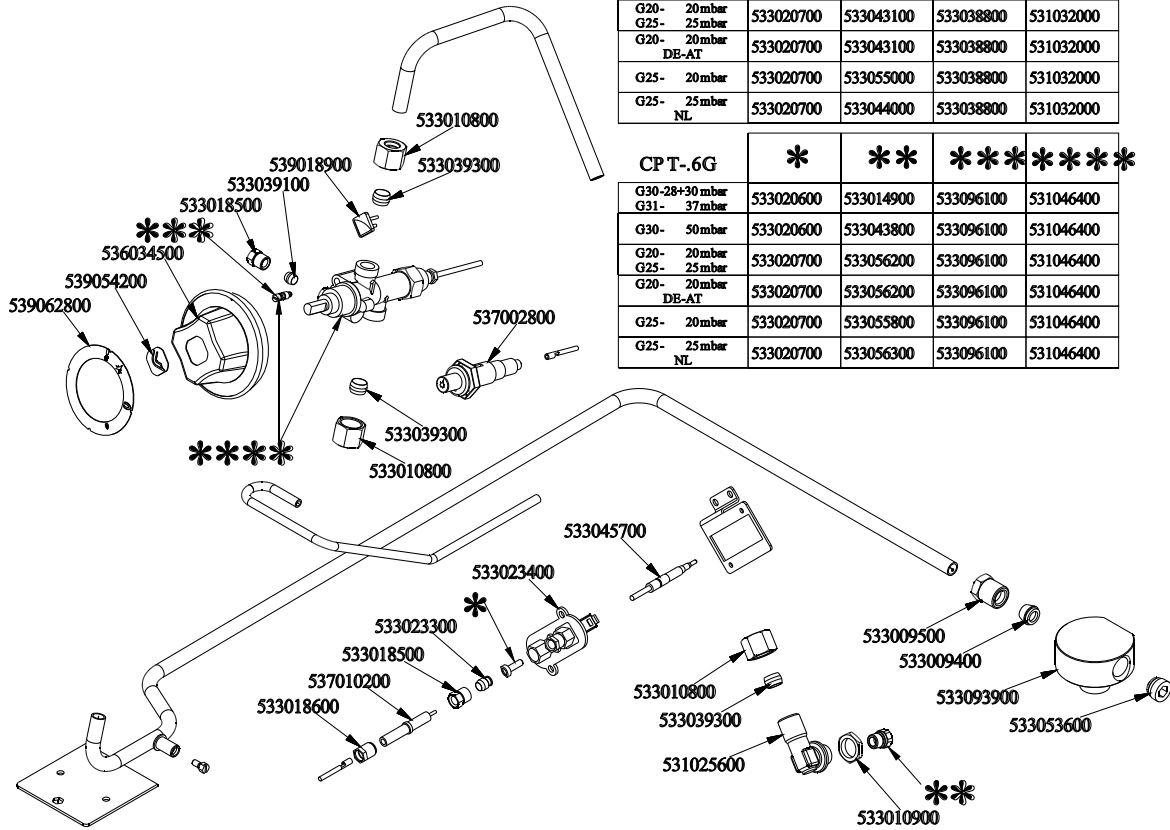 G20- 20mbar
G25- 25mbar 533020700 533043100 533038800 531032000
G20- 20mbar
DE-AT 533020700 533043100 533038800 531032000
G25- 20mbar 533020700 533055000 533038800 531032000
G25- 25mbar
NL 533020700 533044000 533038800 531032000
CP T-.6G * ** *** ****
G30-28+30 mbar
G31- 37mbar 533020600 533014900 533096100 531046400
G30- 50mbar 533020600 533043800 533096100 531046400
G20- 20mbar
G25- 25mbar 533020700 533056200 533096100 531046400
G20- 20mbar
DE-AT 533020700 533056200 533096100 531046400
G25- 20mbar 533020700 533055800 533096100 531046400
G25- 25mbar
NL 533020700 533056300 533096100 531046400
533010800
539018900
533039300
533039100
533018500
***
536034500
539054200
539062800
537002800
533039300
****
533010800
533045700
533023400
*
533023300
533018500
537010200
533018600
533009500
533009400
533010800
533093900
533039300
533053600
531025600
**
533010900